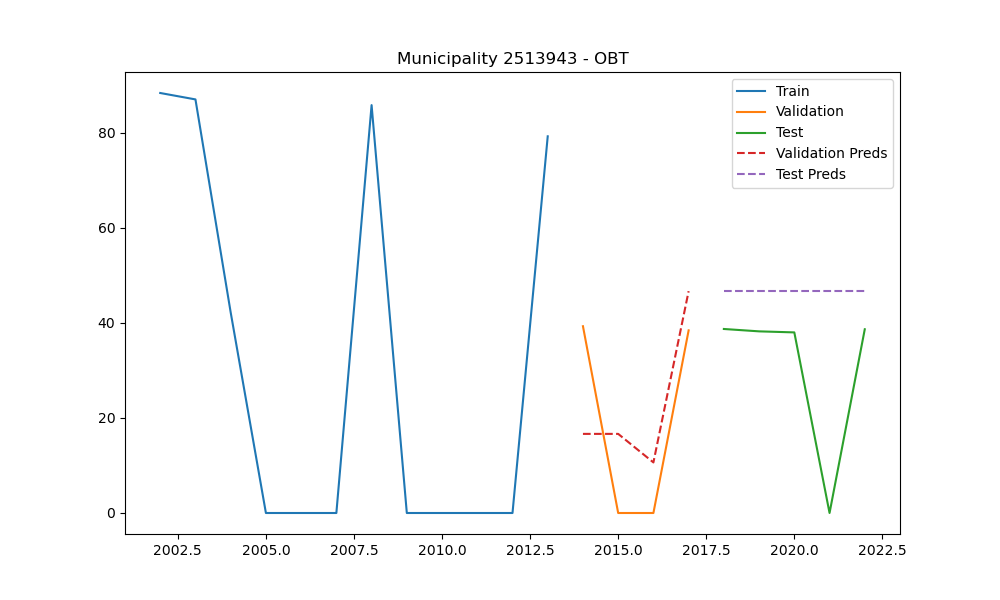 Municipality 2513943 - OBT
Train
Validation
Test
Validation Preds
Test Preds
80
60
40
20
0
2002.5 2005.0 2007.5 2010.0 2012.5 2015.0 2017.5 2020.0 2022.5